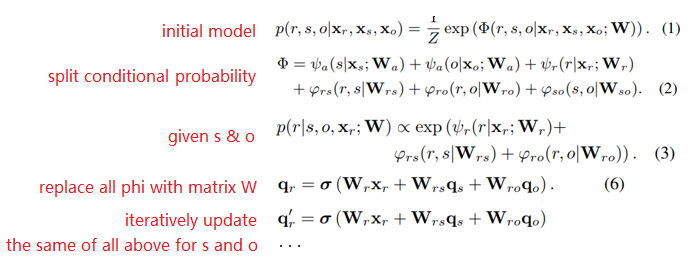 initial model p(r, s, o|x_r, x_s, x_o) = 1/Z exp (Φ(r, s, o|x_r, x_s, x_o; W)) . (1)
split conditional probability Φ = ψ_a(s|x_s; W_a) + ψ_a(o|x_o; W_a) + ψ_r(r|x_r; W_r)
+ φ_rs(r, s|W_rs) + φ_ro(r, o|W_ro) + φ_so(s, o|W_so). (2)
given s & o p(r|s, o, x_r; W) ∝ exp (ψ_r(r|x_r; W_r)+
φ_rs(r, s|W_rs) + φ_ro(r, o|W_ro)) . (3)
replace all phi with matrix W q_r = σ (W_r x_r + W_rs q_s + W_ro q_o) . (6)
iteratively update q′_r = σ (W_r x_r + W_rs q_s + W_ro q_o)
the same of all above for s and o · · ·